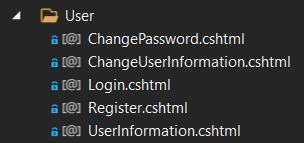 User
[@] ChangePassword.cshtml
[@] ChangeUserInformation.cshtml
[@] Login.cshtml
[@] Register.cshtml
[@] UserInformation.cshtml